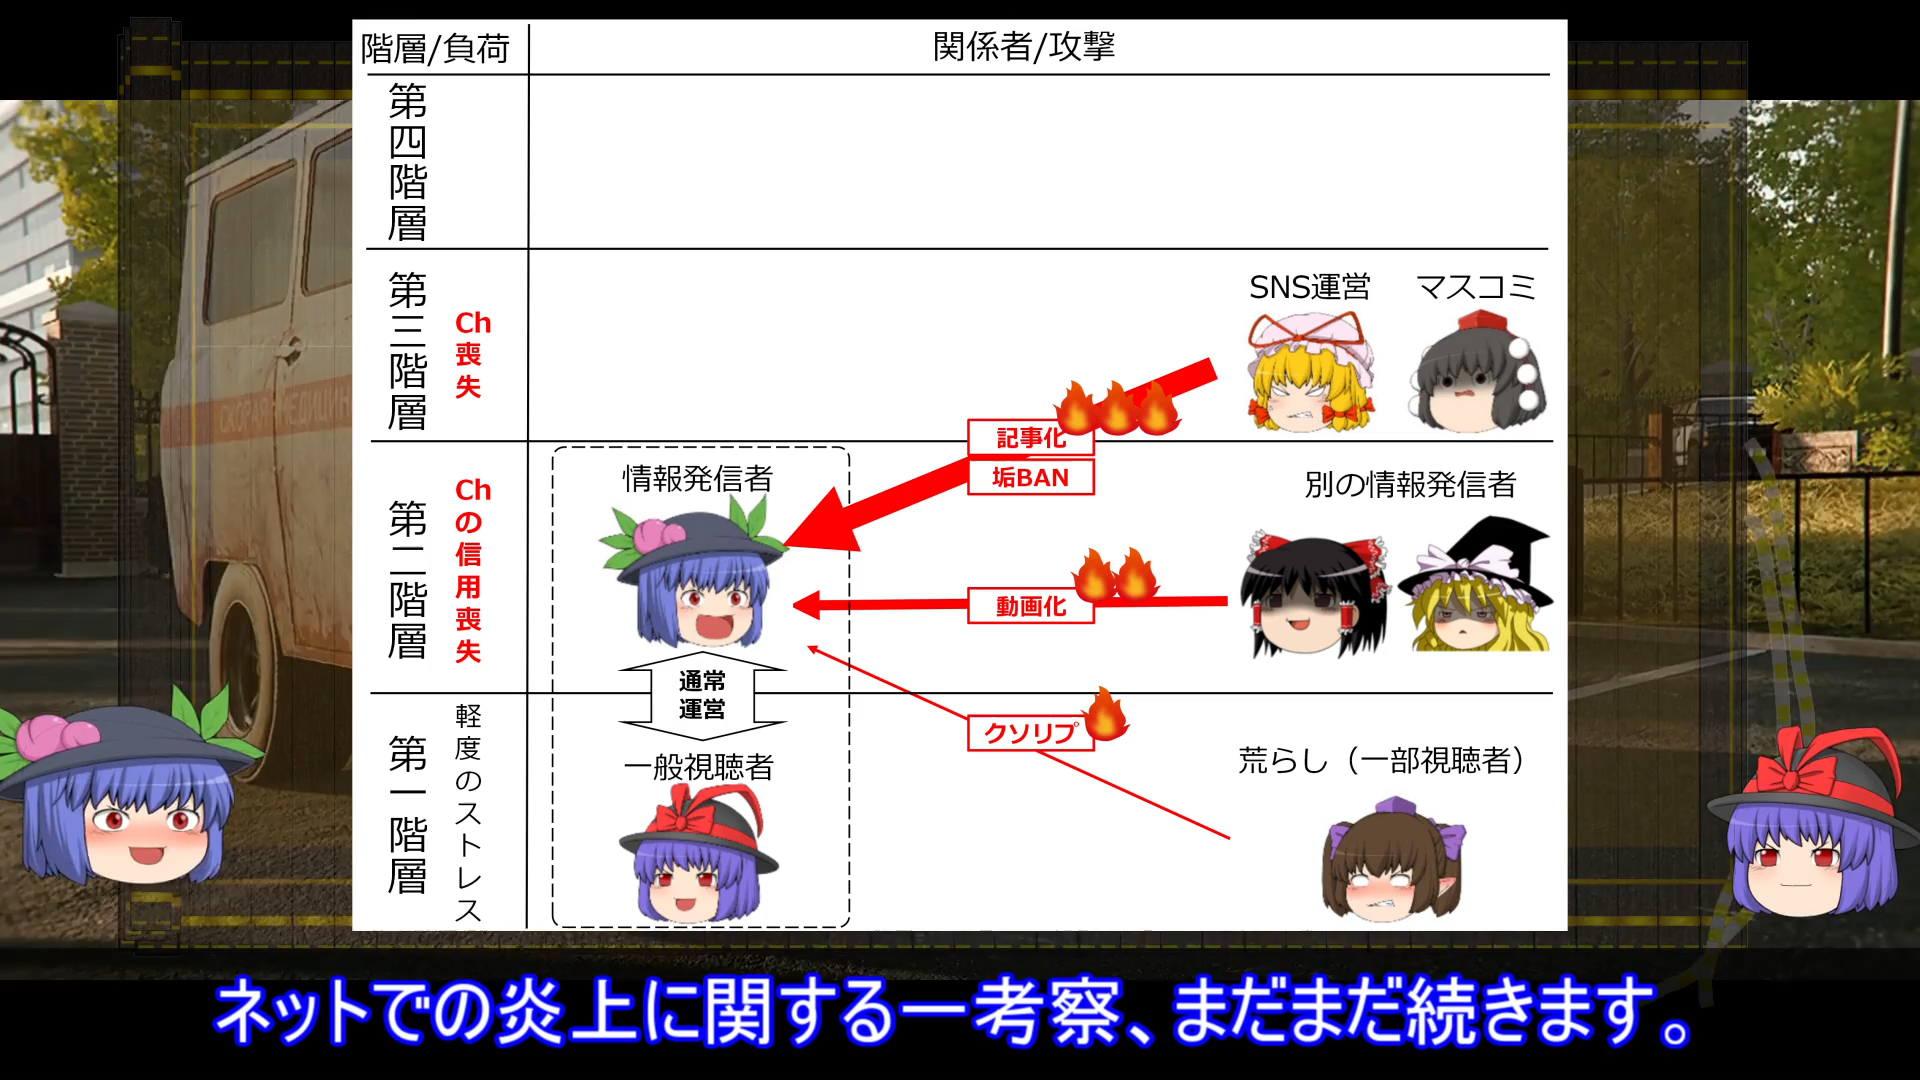 階層/負荷
関係者/攻撃
第四階層
第三階層
Ch喪失
SNS運営
マスコミ
記事化
垢BAN
第二階層
Chの信用喪失
情報発信者
別の情報発信者
動画化
通常
運営
第一階層
軽度のストレス
クソリプ
一般視聴者
荒らし（一部視聴者）
ネットでの炎上に関する一考察、まだまだ続きます。